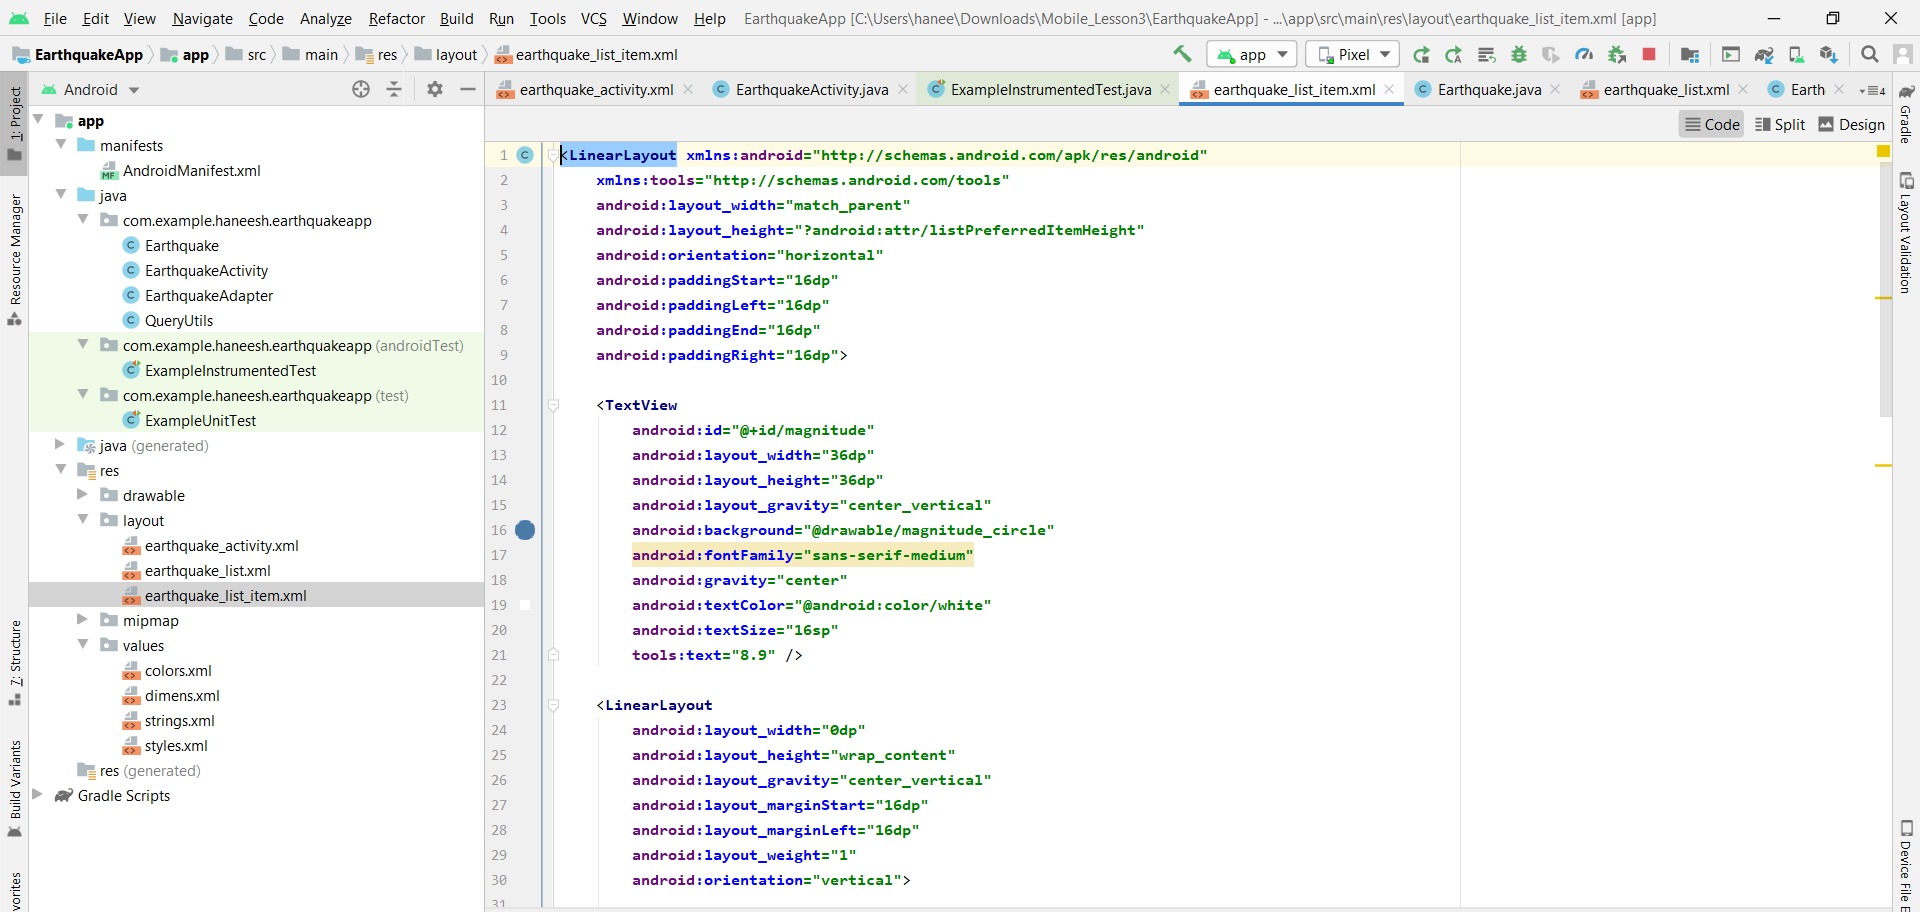 File Edit View Navigate Code Analyze Refactor Build Run Tools VCS Window Help EarthquakeApp [C:\Users\hanee\Downloads\Mobile_Lesson3\EarthquakeApp] - ...\app\src\main\res\layout\earthquake_list_item.xml [app]
EarthquakeApp app src main res layout earthquake_list_item.xml app Pixel
Android
earthquake_activity.xml EarthquakeActivity.java ExampleInstrumentedTest.java earthquake_list_item.xml Earthquake.java earthquake_list.xml Earth 4
Code Split Design
1: Project
Resource Manager
7: Structure
Build Variants
vorites
app
manifests
AndroidManifest.xml
java
com.example.haneesh.earthquakeapp
Earthquake
EarthquakeActivity
EarthquakeAdapter
QueryUtils
com.example.haneesh.earthquakeapp (androidTest)
ExampleInstrumentedTest
com.example.haneesh.earthquakeapp (test)
ExampleUnitTest
java (generated)
res
drawable
layout
earthquake_activity.xml
earthquake_list.xml
earthquake_list_item.xml
mipmap
values
colors.xml
dimens.xml
strings.xml
styles.xml
res (generated)
Gradle Scripts
1 <LinearLayout xmlns:android="http://schemas.android.com/apk/res/android"
2 xmlns:tools="http://schemas.android.com/tools"
3 android:layout_width="match_parent"
4 android:layout_height="?android:attr/listPreferredItemHeight"
5 android:orientation="horizontal"
6 android:paddingStart="16dp"
7 android:paddingLeft="16dp"
8 android:paddingEnd="16dp"
9 android:paddingRight="16dp">
10
11 <TextView
12 android:id="@+id/magnitude"
13 android:layout_width="36dp"
14 android:layout_height="36dp"
15 android:layout_gravity="center_vertical"
16 android:background="@drawable/magnitude_circle"
17 android:fontFamily="sans-serif-medium"
18 android:gravity="center"
19 android:textColor="@android:color/white"
20 android:textSize="16sp"
21 tools:text="8.9" />
22
23 <LinearLayout
24 android:layout_width="0dp"
25 android:layout_height="wrap_content"
26 android:layout_gravity="center_vertical"
27 android:layout_marginStart="16dp"
28 android:layout_marginLeft="16dp"
29 android:layout_weight="1"
30 android:orientation="vertical">
31
Gradle
Layout Validation
Device File E